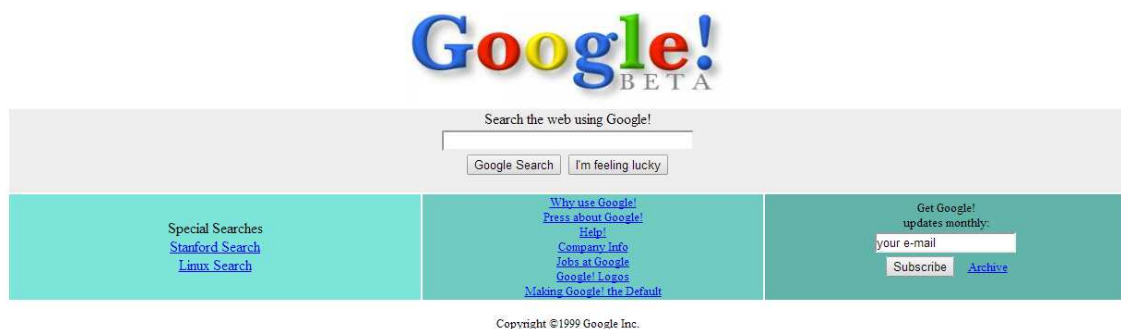 Google!
BETA
Search the web using Google!
Google Search I'm feeling lucky
Special Searches
Stanford Search
Linux Search
Why use Google!
Press about Google!
Help!
Company Info
Jobs at Google
Google! Logos
Making Google! the Default
Get Google!
updates monthly:
your e-mail
Subscribe Archive
Copyright ©1999 Google Inc.